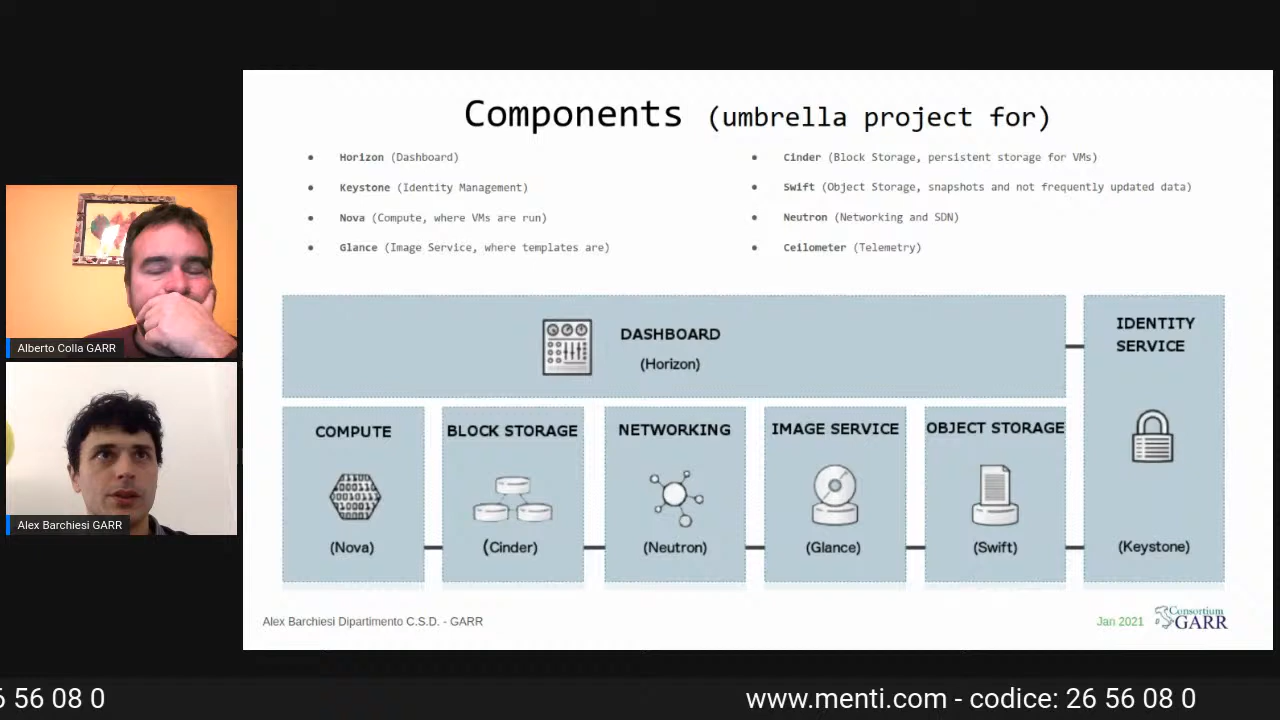 Components (umbrella project for)
● Horizon (Dashboard)
● Keystone (Identity Management)
● Nova (Compute, where VMs are run)
● Glance (Image Service, where templates are)
● Cinder (Block Storage, persistent storage for VMs)
● Swift (Object Storage, snapshots and not frequently updated data)
● Neutron (Networking and SDN)
● Ceilometer (Telemetry)
DASHBOARD
(Horizon)
IDENTITY
SERVICE
(Keystone)
COMPUTE
(Nova)
BLOCK STORAGE
(Cinder)
NETWORKING
(Neutron)
IMAGE SERVICE
(Glance)
OBJECT STORAGE
(Swift)
Alberto Colla GARR
Alex Barchiesi GARR
Alex Barchiesi Dipartimento C.S.D. - GARR
Jan 2021
Consortium
GARR
6 56 08 0
www.menti.com - codice: 26 56 08 0